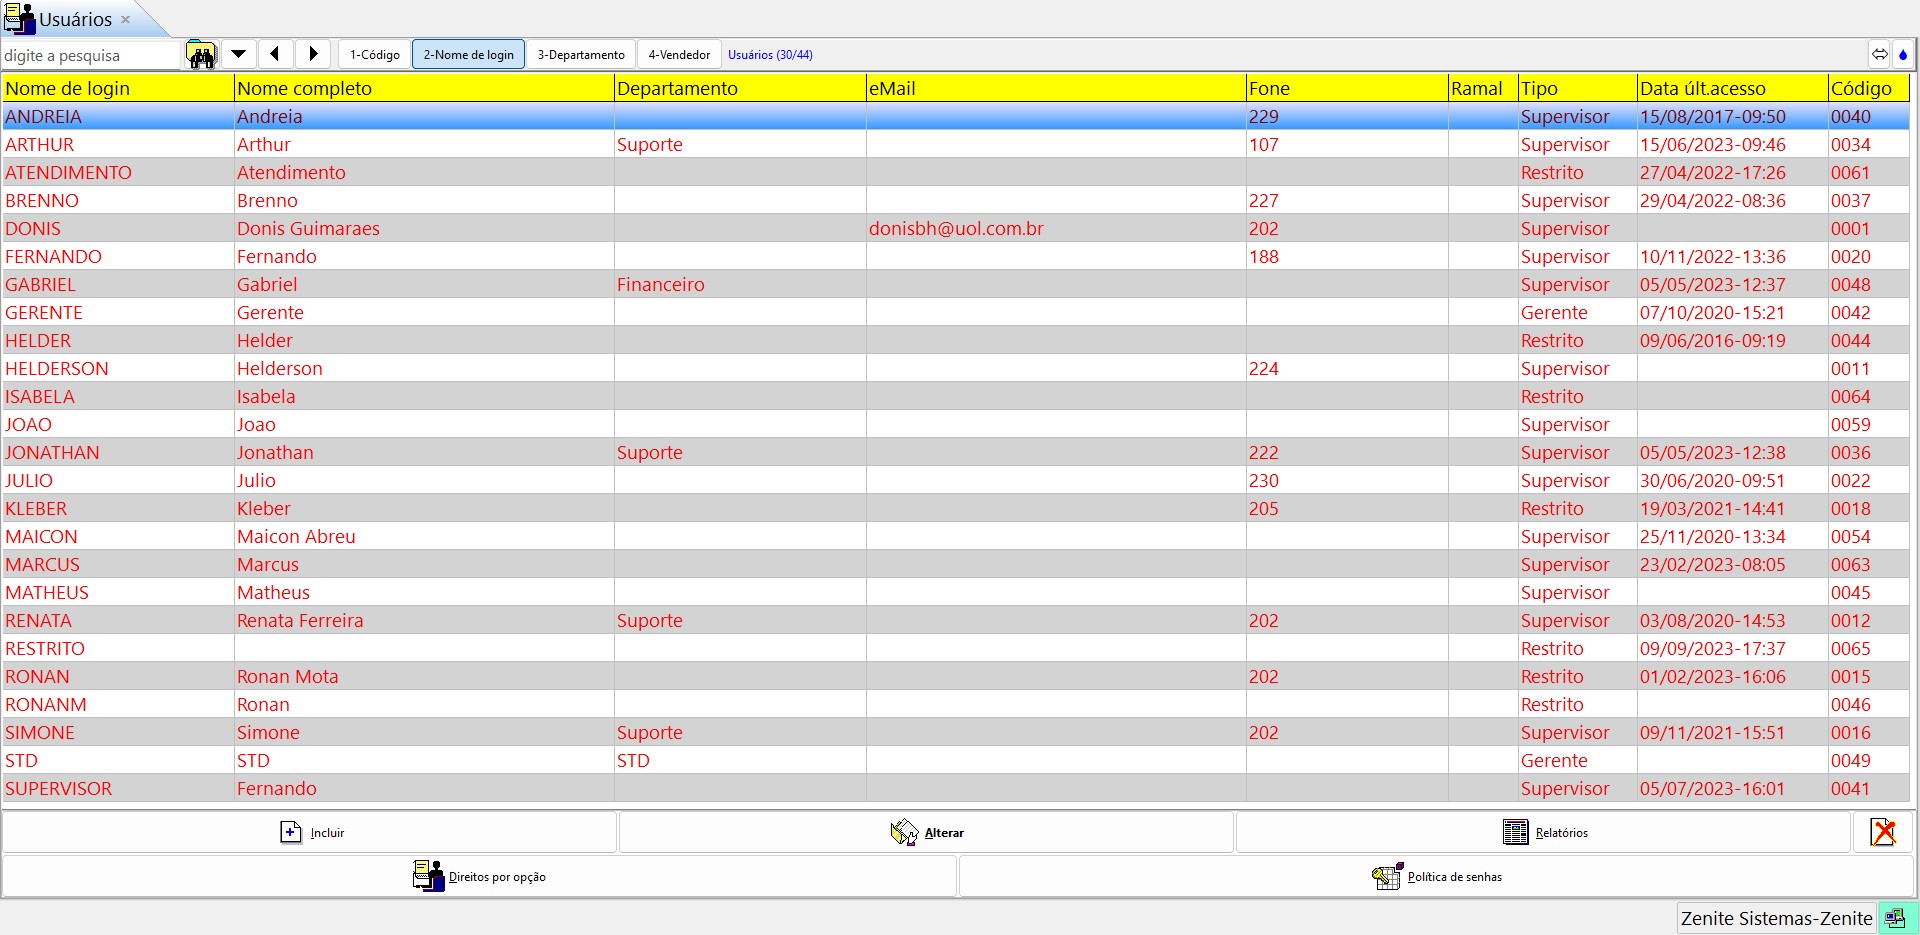 Usuários
digite a pesquisa 1-Código 2-Nome de login 3-Departamento 4-Vendedor Usuários (30/44)
Nome de login Nome completo Departamento eMail Fone Ramal Tipo Data últ.acesso Código
ANDREIA Andreia 229 Supervisor 15/08/2017-09:50 0040
ARTHUR Arthur Suporte 107 Supervisor 15/06/2023-09:46 0034
ATENDIMENTO Atendimento Restrito 27/04/2022-17:26 0061
BRENNO Brenno 227 Supervisor 29/04/2022-08:36 0037
DONIS Donis Guimaraes donisbh@uol.com.br 202 Supervisor 0001
FERNANDO Fernando 188 Supervisor 10/11/2022-13:36 0020
GABRIEL Gabriel Financeiro Supervisor 05/05/2023-12:37 0048
GERENTE Gerente Gerente 07/10/2020-15:21 0042
HELDER Helder Restrito 09/06/2016-09:19 0044
HELDERSON Helderson 224 Supervisor 0011
ISABELA Isabela Restrito 0064
JOAO Joao Supervisor 0059
JONATHAN Jonathan Suporte 222 Supervisor 05/05/2023-12:38 0036
JULIO Julio 230 Supervisor 30/06/2020-09:51 0022
KLEBER Kleber 205 Restrito 19/03/2021-14:41 0018
MAICON Maicon Abreu Supervisor 25/11/2020-13:34 0054
MARCUS Marcus Supervisor 23/02/2023-08:05 0063
MATHEUS Matheus Supervisor 0045
RENATA Renata Ferreira Suporte 202 Supervisor 03/08/2020-14:53 0012
RESTRITO Restrito 09/09/2023-17:37 0065
RONAN Ronan Mota 202 Restrito 01/02/2023-16:06 0015
RONANM Ronan Restrito 0046
SIMONE Simone Suporte 202 Supervisor 09/11/2021-15:51 0016
STD STD STD Gerente 0049
SUPERVISOR Fernando Supervisor 05/07/2023-16:01 0041
Incluir Alterar Relatórios
Direitos por opção Política de senhas
Zenite Sistemas-Zenite